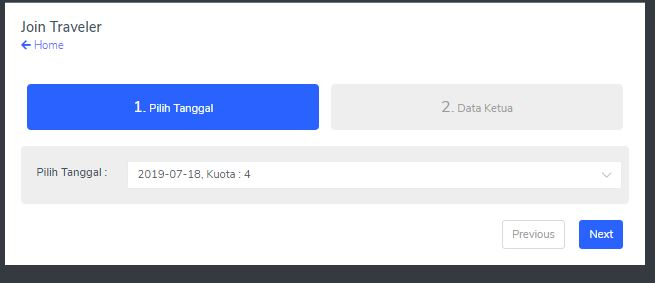 Join Traveler
← Home
1. Pilih Tanggal
2. Data Ketua
Pilih Tanggal :
2019-07-18, Kuota : 4
Previous
Next